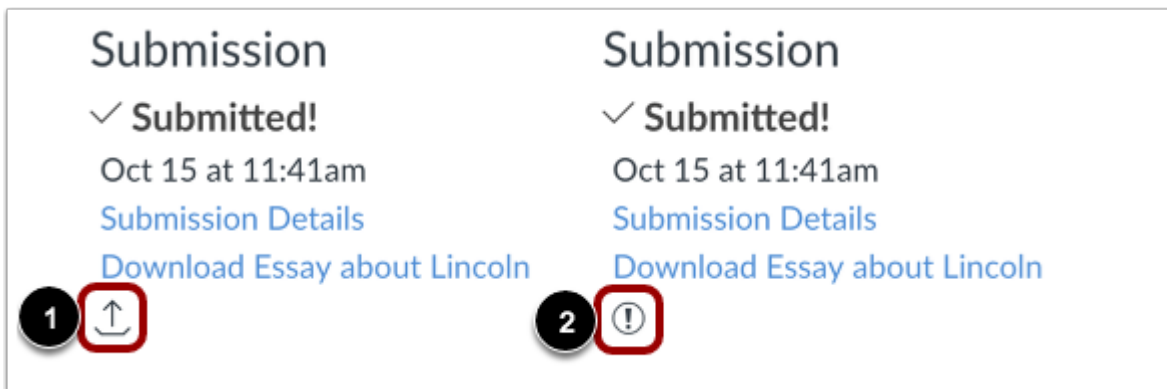 Submission
✓ Submitted!
Oct 15 at 11:41am
Submission Details
Download Essay about Lincoln
1
Submission
✓ Submitted!
Oct 15 at 11:41am
Submission Details
Download Essay about Lincoln
2